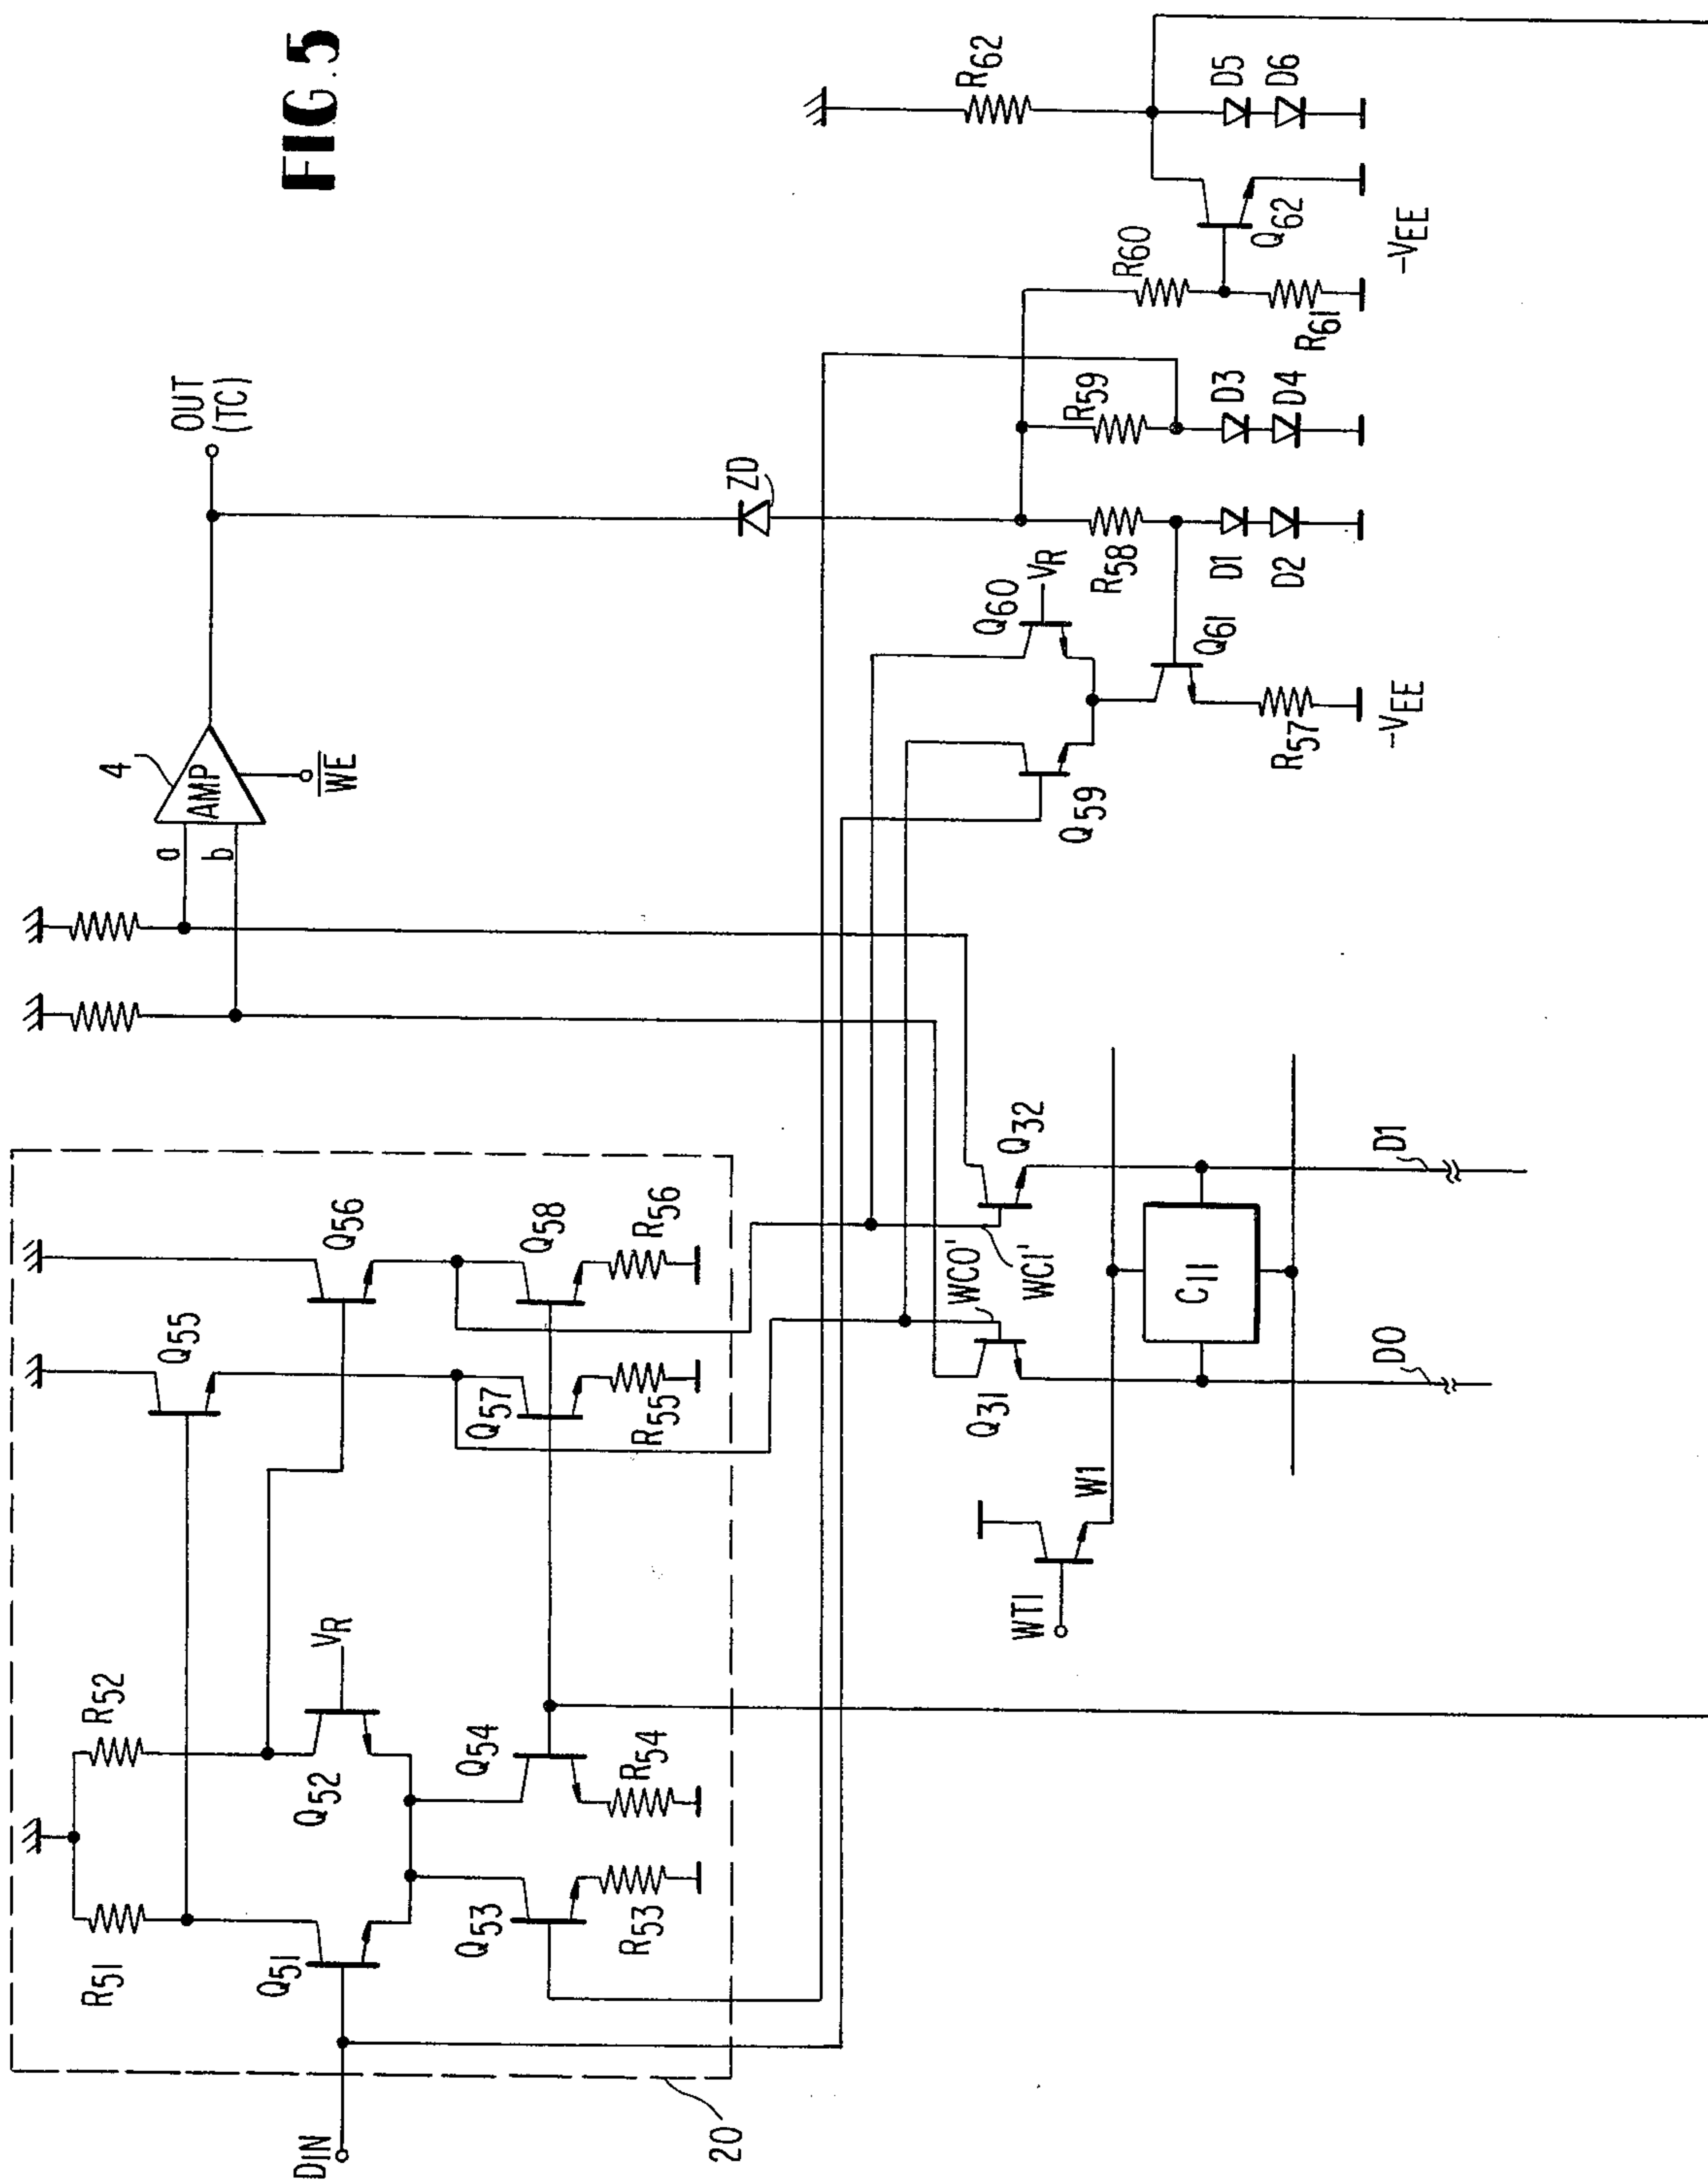 FIG.5
DIN
20
R51
R52
Q51
Q52
VR
Q53
Q54
R53
R54
Q55
Q56
Q57
Q58
R55
R56
4
AMP
a
b
WE
OUT
(TC)
ZD
WT1
W1
Q31
Q32
WC0'
WC1'
C11
D0
D1
Q59
Q60
VR
Q61
R57
-VEE
R58
D1
D2
R59
D3
D4
R60
R61
Q62
-VEE
R62
D5
D6